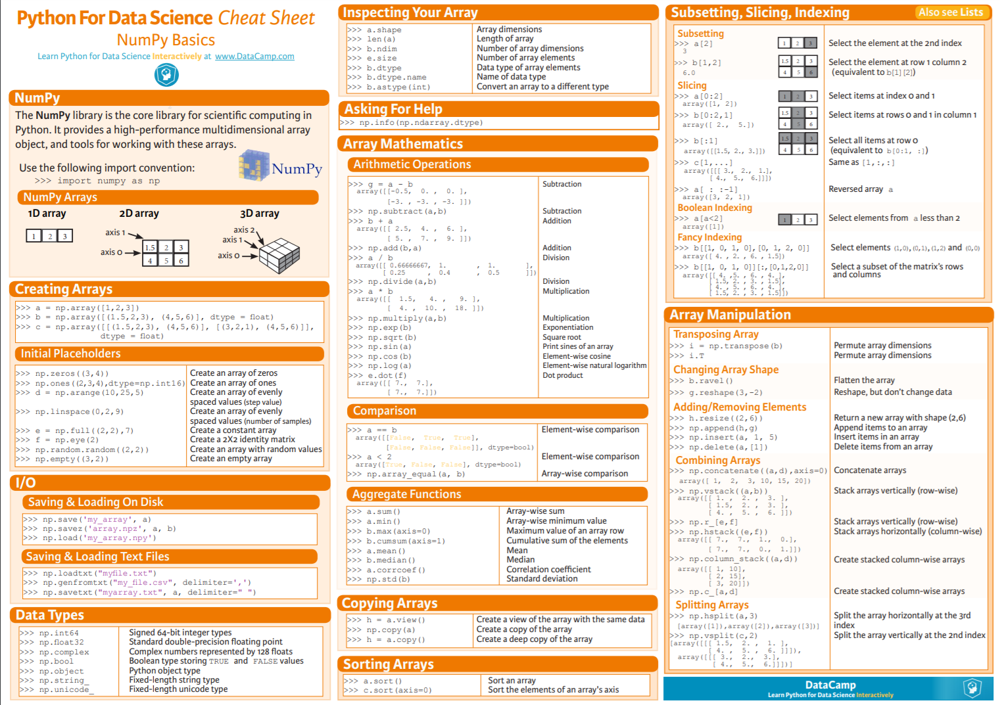 Python For Data Science Cheat Sheet
NumPy Basics
Learn Python for Data Science Interactively at www.DataCamp.com
NumPy
The NumPy library is the core library for scientific computing in
Python. It provides a high-performance multidimensional array
object, and tools for working with these arrays.
Use the following import convention:
>>> import numpy as np
NumPy
NumPy Arrays
1D array 2D array 3D array
1 2 3
axis 1
axis 0
1.5 2 3
4 5 6
axis 2
axis 1
axis 0
Creating Arrays
>>> a = np.array([1,2,3])
>>> b = np.array([(1.5,2,3), (4,5,6)], dtype = float)
>>> c = np.array([[(1.5,2,3), (4,5,6)], [(3,2,1), (4,5,6)]],
dtype = float)
Initial Placeholders
>>> np.zeros((3,4)) Create an array of zeros
>>> np.ones((2,3,4),dtype=np.int16) Create an array of ones
>>> d = np.arange(10,25,5) Create an array of evenly
spaced values (step value)
>>> np.linspace(0,2,9) Create an array of evenly
spaced values (number of samples)
>>> e = np.full((2,2),7) Create a constant array
>>> f = np.eye(2) Create a 2X2 identity matrix
>>> np.random.random((2,2)) Create an array with random values
>>> np.empty((3,2)) Create an empty array
I/O
Saving & Loading On Disk
>>> np.save('my_array', a)
>>> np.savez('array.npz', a, b)
>>> np.load('my_array.npy')
Saving & Loading Text Files
>>> np.loadtxt("myfile.txt")
>>> np.genfromtxt("my_file.csv", delimiter=',')
>>> np.savetxt("myarray.txt", a, delimiter=" ")
Data Types
>>> np.int64 Signed 64-bit integer types
>>> np.float32 Standard double-precision floating point
>>> np.complex Complex numbers represented by 128 floats
>>> np.bool Boolean type storing TRUE and FALSE values
>>> np.object Python object type
>>> np.string_ Fixed-length string type
>>> np.unicode_ Fixed-length unicode type
Inspecting Your Array
>>> a.shape Array dimensions
>>> len(a) Length of array
>>> b.ndim Number of array dimensions
>>> e.size Number of array elements
>>> b.dtype Data type of array elements
>>> b.dtype.name Name of data type
>>> b.astype(int) Convert an array to a different type
Asking For Help
>>> np.info(np.ndarray.dtype)
Array Mathematics
Arithmetic Operations
>>> g = a - b Subtraction
array([[-0.5, 0. , 0. ],
[-3. , -3. , -3. ]])
>>> np.subtract(a,b) Subtraction
>>> b + a Addition
array([[ 2.5, 4. , 6. ],
[ 5. , 7. , 9. ]])
>>> np.add(b,a) Addition
>>> a / b Division
array([[ 0.66666667, 1. , 1. ],
[ 0.25 , 0.4 , 0.5 ]])
>>> np.divide(a,b) Division
>>> a * b Multiplication
array([[ 1.5, 4. , 9. ],
[ 4. , 10. , 18. ]])
>>> np.multiply(a,b) Multiplication
>>> np.exp(b) Exponentiation
>>> np.sqrt(b) Square root
>>> np.sin(a) Print sines of an array
>>> np.cos(b) Element-wise cosine
>>> np.log(a) Element-wise natural logarithm
>>> e.dot(f) Dot product
array([[ 7., 7.],
[ 7., 7.]])
Comparison
>>> a == b Element-wise comparison
array([[False, True, True],
[False, False, False]], dtype=bool)
>>> a < 2 Element-wise comparison
array([True, False, False], dtype=bool)
>>> np.array_equal(a, b) Array-wise comparison
Aggregate Functions
>>> a.sum() Array-wise sum
>>> a.min() Array-wise minimum value
>>> b.max(axis=0) Maximum value of an array row
>>> b.cumsum(axis=1) Cumulative sum of the elements
>>> a.mean() Mean
>>> b.median() Median
>>> a.corrcoef() Correlation coefficient
>>> np.std(b) Standard deviation
Copying Arrays
>>> h = a.view() Create a view of the array with the same data
>>> np.copy(a) Create a copy of the array
>>> h = a.copy() Create a deep copy of the array
Sorting Arrays
>>> a.sort() Sort an array
>>> c.sort(axis=0) Sort the elements of an array's axis
Subsetting, Slicing, Indexing Also see Lists
Subsetting
>>> a[2] 1 2 3 Select the element at the 2nd index
3
>>> b[1,2] 1.5 2 3 Select the element at row 1 column 2
6.0 4 5 6 (equivalent to b[1][2])
Slicing
>>> a[0:2] 1 2 3 Select items at index 0 and 1
array([1, 2])
>>> b[0:2,1] 1.5 2 3 Select items at rows 0 and 1 in column 1
array([ 2., 5.]) 4 5 6
>>> b[:1] 1.5 2 3 Select all items at row 0
array([[1.5, 2., 3.]]) 4 5 6 (equivalent to b[0:1, :])
>>> c[1,...] Same as [1,:,:]
array([[[ 3., 2., 1.],
[ 4., 5., 6.]]])
>>> a[ : :-1] Reversed array a
array([3, 2, 1])
Boolean Indexing
>>> a[a<2] 1 2 3 Select elements from a less than 2
array([1])
Fancy Indexing
>>> b[[1, 0, 1, 0],[0, 1, 2, 0]] Select elements (1,0),(0,1),(1,2) and (0,0)
array([ 4. , 2. , 6. , 1.5])
>>> b[[1, 0, 1, 0]][:,[0,1,2,0]] Select a subset of the matrix's rows
and columns
array([[ 4. ,5. , 6. , 4. ],
[ 1.5, 2. , 3. , 1.5],
[ 4. , 5. , 6. , 4. ],
[ 1.5, 2. , 3. , 1.5]])
Array Manipulation
Transposing Array
>>> i = np.transpose(b) Permute array dimensions
>>> i.T Permute array dimensions
Changing Array Shape
>>> b.ravel() Flatten the array
>>> g.reshape(3,-2) Reshape, but don't change data
Adding/Removing Elements
>>> h.resize((2,6)) Return a new array with shape (2,6)
>>> np.append(h,g) Append items to an array
>>> np.insert(a, 1, 5) Insert items in an array
>>> np.delete(a,[1]) Delete items from an array
Combining Arrays
>>> np.concatenate((a,d),axis=0) Concatenate arrays
array([ 1, 2, 3, 10, 15, 20])
>>> np.vstack((a,b)) Stack arrays vertically (row-wise)
array([[ 1. , 2. , 3. ],
[ 1.5, 2. , 3. ],
[ 4. , 5. , 6. ]])
>>> np.r_[e,f] Stack arrays vertically (row-wise)
>>> np.hstack((e,f)) Stack arrays horizontally (column-wise)
array([[ 7., 7., 1., 0.],
[ 7., 7., 0., 1.]])
>>> np.column_stack((a,d)) Create stacked column-wise arrays
array([[ 1, 10],
[ 2, 15],
[ 3, 20]])
>>> np.c_[a,d] Create stacked column-wise arrays
Splitting Arrays
>>> np.hsplit(a,3) Split the array horizontally at the 3rd
index
[array([1]),array([2]),array([3])]
>>> np.vsplit(c,2) Split the array vertically at the 2nd index
[array([[[ 1.5, 2. , 1. ],
[ 4. , 5. , 6. ]]]),
array([[[ 3., 2., 3.],
[ 4., 5., 6.]]])]
DataCamp
Learn Python for Data Science Interactively